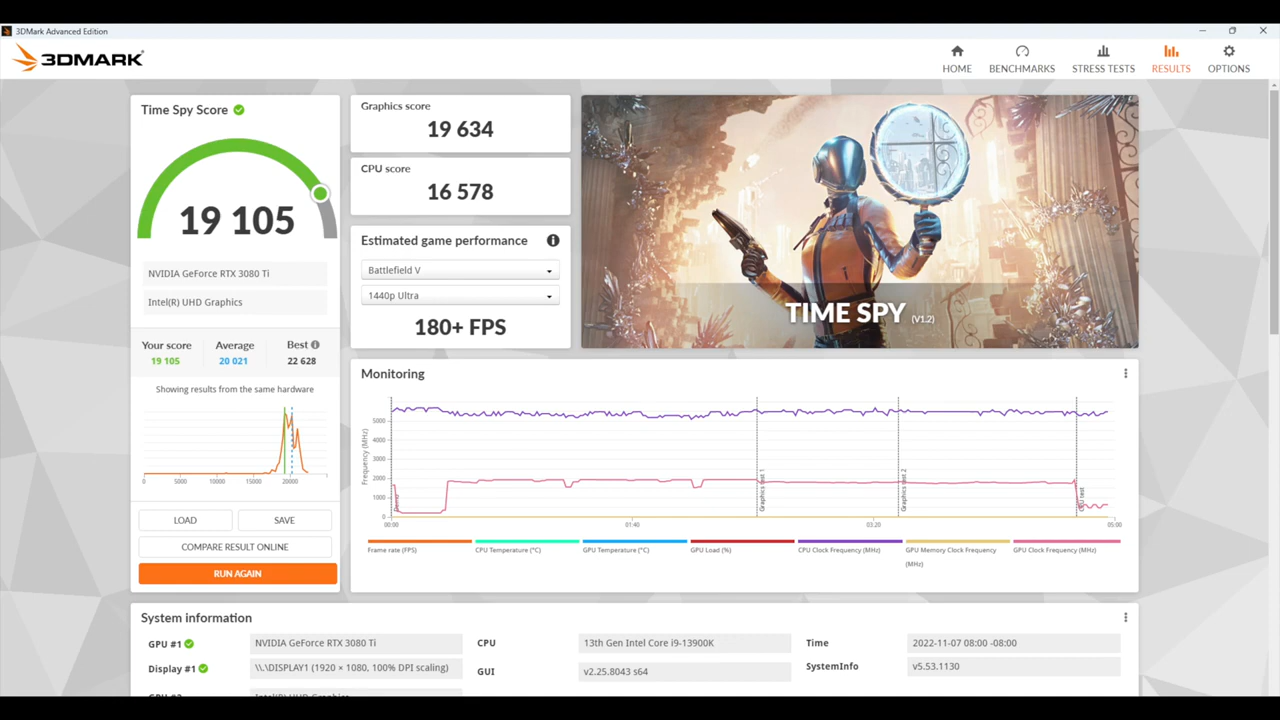 3DMark Advanced Edition
3DMARK
HOME BENCHMARKS STRESS TESTS RESULTS OPTIONS
Time Spy Score
19 105
NVIDIA GeForce RTX 3080 Ti
Intel(R) UHD Graphics
Your score Average Best
19 105 20 021 22 628
Showing results from the same hardware
0 5000 10000 15000 20000
LOAD SAVE
COMPARE RESULT ONLINE
RUN AGAIN
Graphics score
19 634
CPU score
16 578
Estimated game performance
Battlefield V
1440p Ultra
180+ FPS
TIME SPY (V1.2)
Monitoring
Frequency (MHz)
5000
4000
3000
2000
1000
0
Demo
Graphics test 1
Graphics test 2
CPU test
00:00 01:40 03:20 05:00
Frame rate (FPS) CPU Temperature (°C) GPU Temperature (°C) GPU Load (%) CPU Clock Frequency (MHz) GPU Memory Clock Frequency (MHz) GPU Clock Frequency (MHz)
System information
GPU #1 NVIDIA GeForce RTX 3080 Ti CPU 13th Gen Intel Core i9-13900K Time 2022-11-07 08:00 -08:00
Display #1 \\.\DISPLAY1 (1920 × 1080, 100% DPI scaling) GUI v2.25.8043 s64 SystemInfo v5.53.1130
GPU #2 Intel(R) UHD Graphics